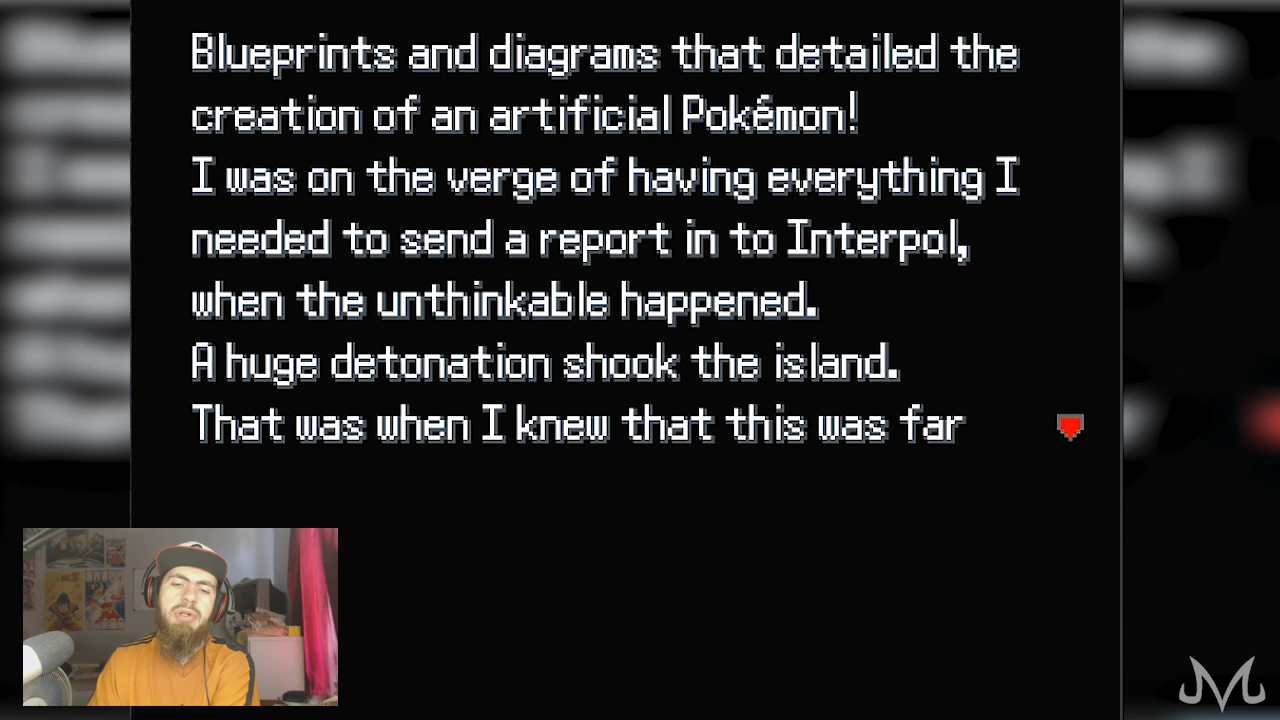 Blueprints and diagrams that detailed the
creation of an artificial Pokémon!
I was on the verge of having everything I
needed to send a report in to Interpol,
when the unthinkable happened.
A huge detonation shook the island.
That was when I knew that this was far